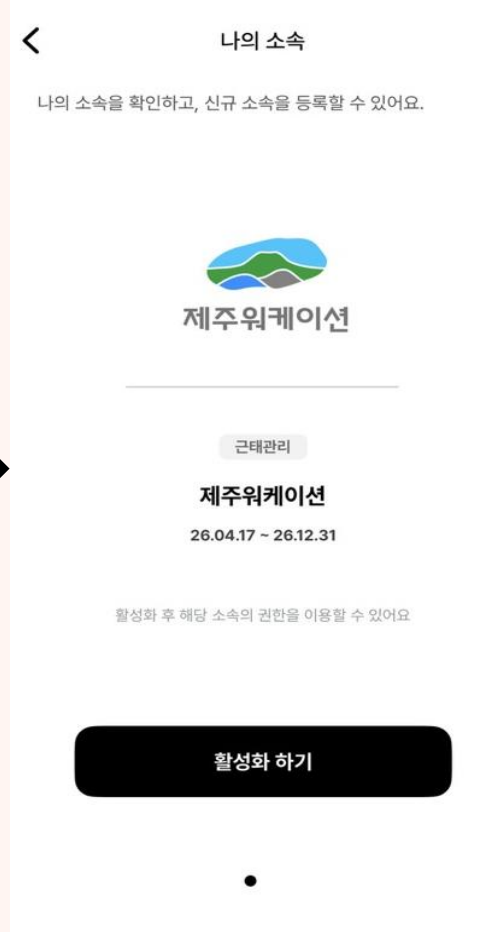 나의 소속
나의 소속을 확인하고, 신규 소속을 등록할 수 있어요.
제주워케이션
근태관리
제주워케이션
26.04.17 ~ 26.12.31
활성화 후 해당 소속의 권한을 이용할 수 있어요
활성화 하기